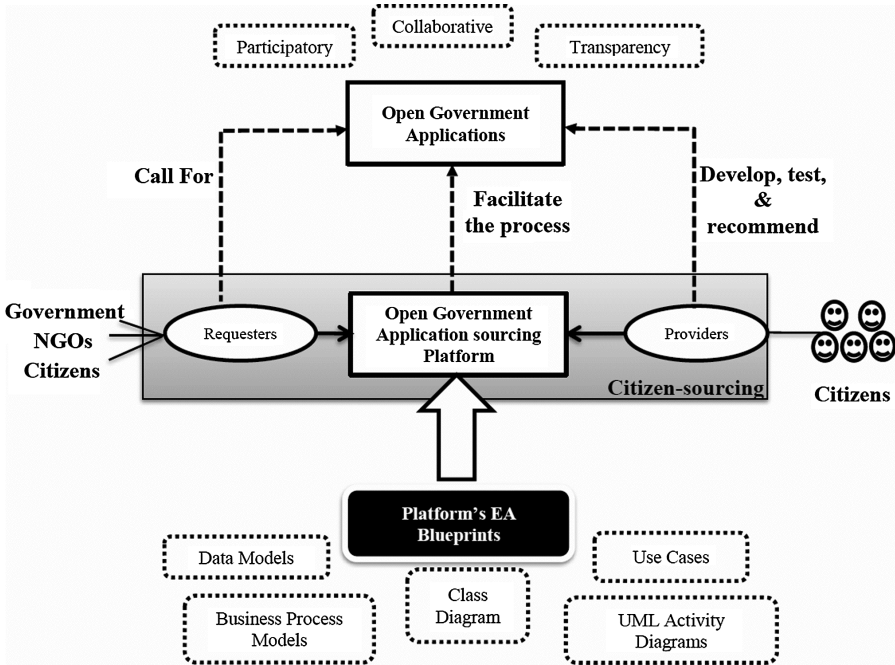 Participatory
Collaborative
Transparency
Open Government
Applications
Call For
Facilitate
the process
Develop, test,
&
recommend
Government
NGOs
Citizens
Requesters
Open Government
Application sourcing
Platform
Providers
Citizen-sourcing
Citizens
Platform's EA
Blueprints
Data Models
Use Cases
Class
Diagram
Business Process
Models
UML Activity
Diagrams